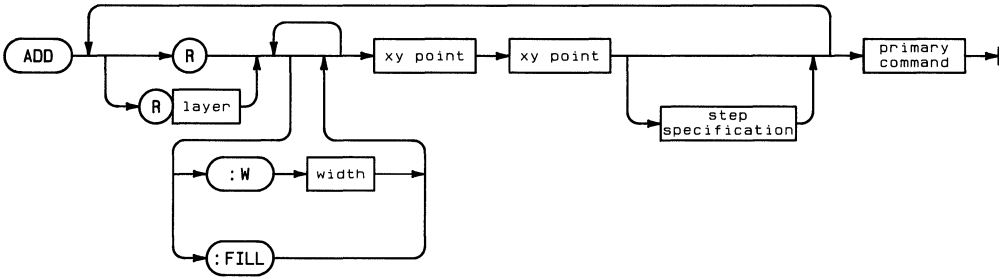 ADD
R
xy point
xy point
primary
command
R layer
step
specification
:W
width
:FILL